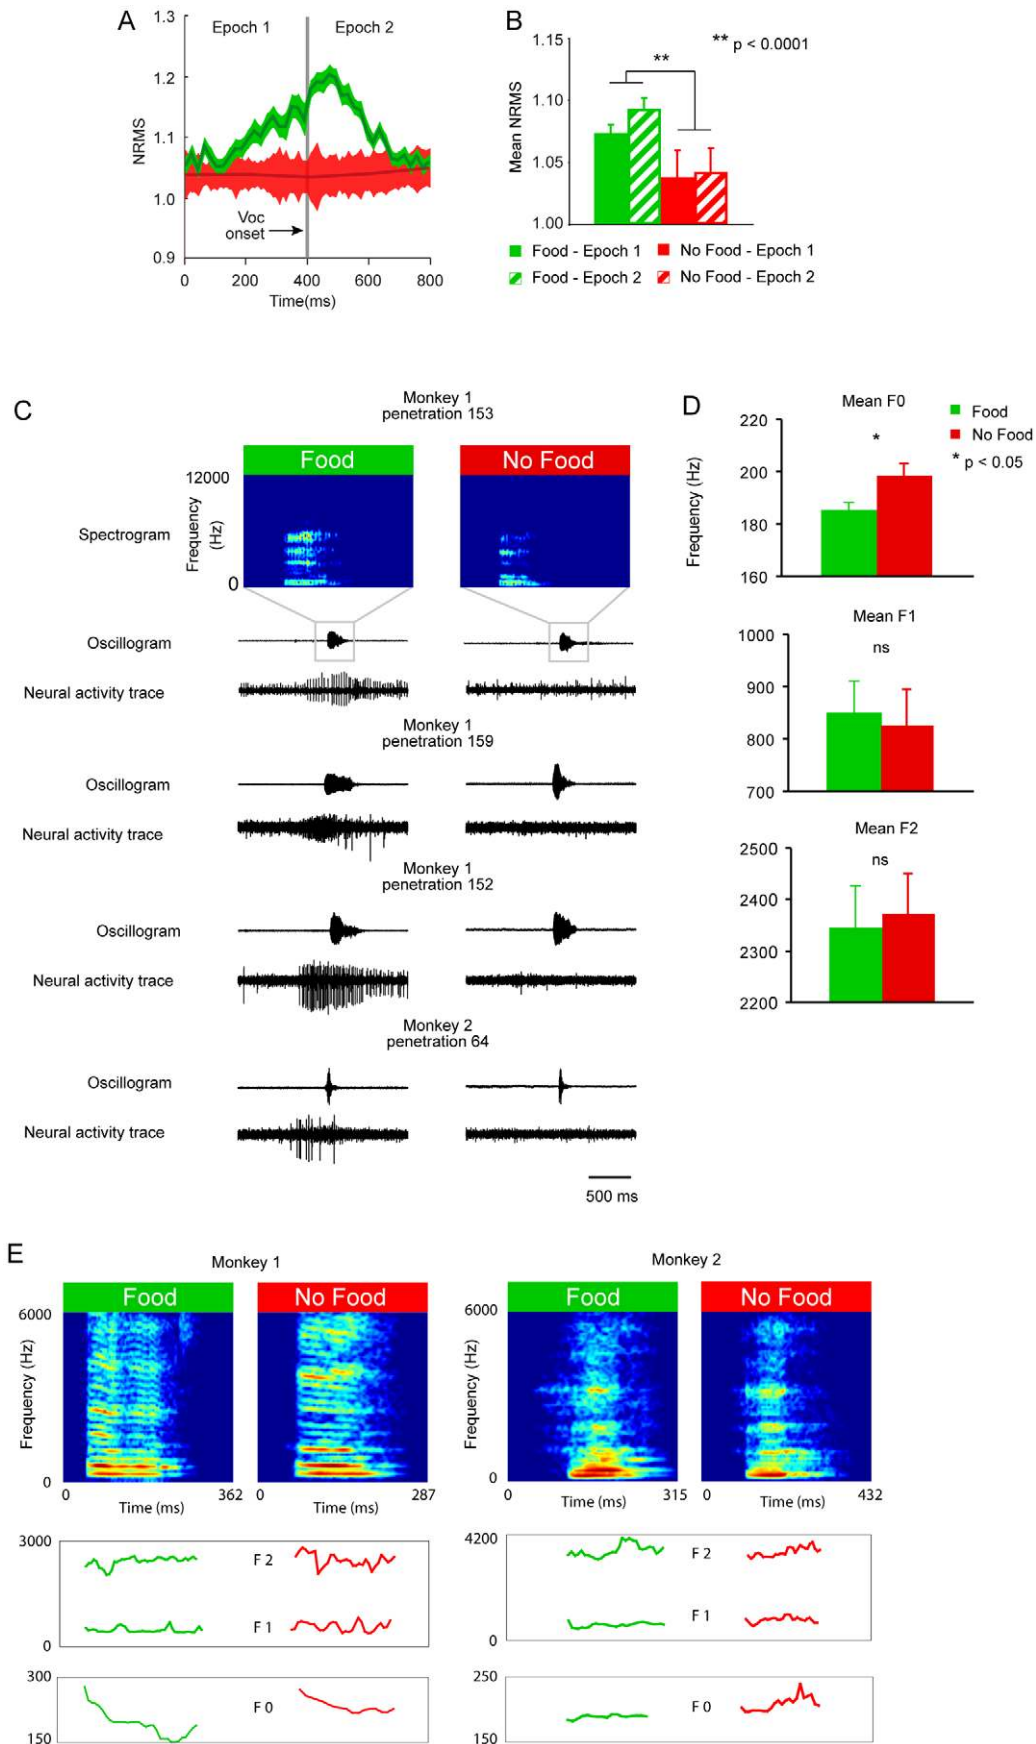 A
1.3
1.2
1.1
1.0
0.9
NRMS
Epoch 1
Epoch 2
Voc
onset
0
200
400
600
800
Time(ms)
B
1.15
1.10
1.05
1.00
Mean NRMS
**
** p < 0.0001
Food - Epoch 1
No Food - Epoch 1
Food - Epoch 2
No Food - Epoch 2
C
Monkey 1
penetration 153
Food
No Food
12000
Frequency
(Hz)
0
Spectrogram
Oscillogram
Neural activity trace
Monkey 1
penetration 159
Oscillogram
Neural activity trace
Monkey 1
penetration 152
Oscillogram
Neural activity trace
Monkey 2
penetration 64
Oscillogram
Neural activity trace
500 ms
D
Mean F0
Food
No Food
* p < 0.05
*
220
200
180
160
Frequency (Hz)
Mean F1
ns
1000
900
800
700
Mean F2
ns
2500
2400
2300
2200
E
Monkey 1
Food
No Food
6000
Frequency (Hz)
0
0
Time (ms)
362
0
Time (ms)
287
3000
F 2
F 1
0
300
F 0
150
Monkey 2
Food
No Food
6000
Frequency (Hz)
0
0
Time (ms)
315
0
Time (ms)
432
4200
F 2
F 1
0
250
F 0
150